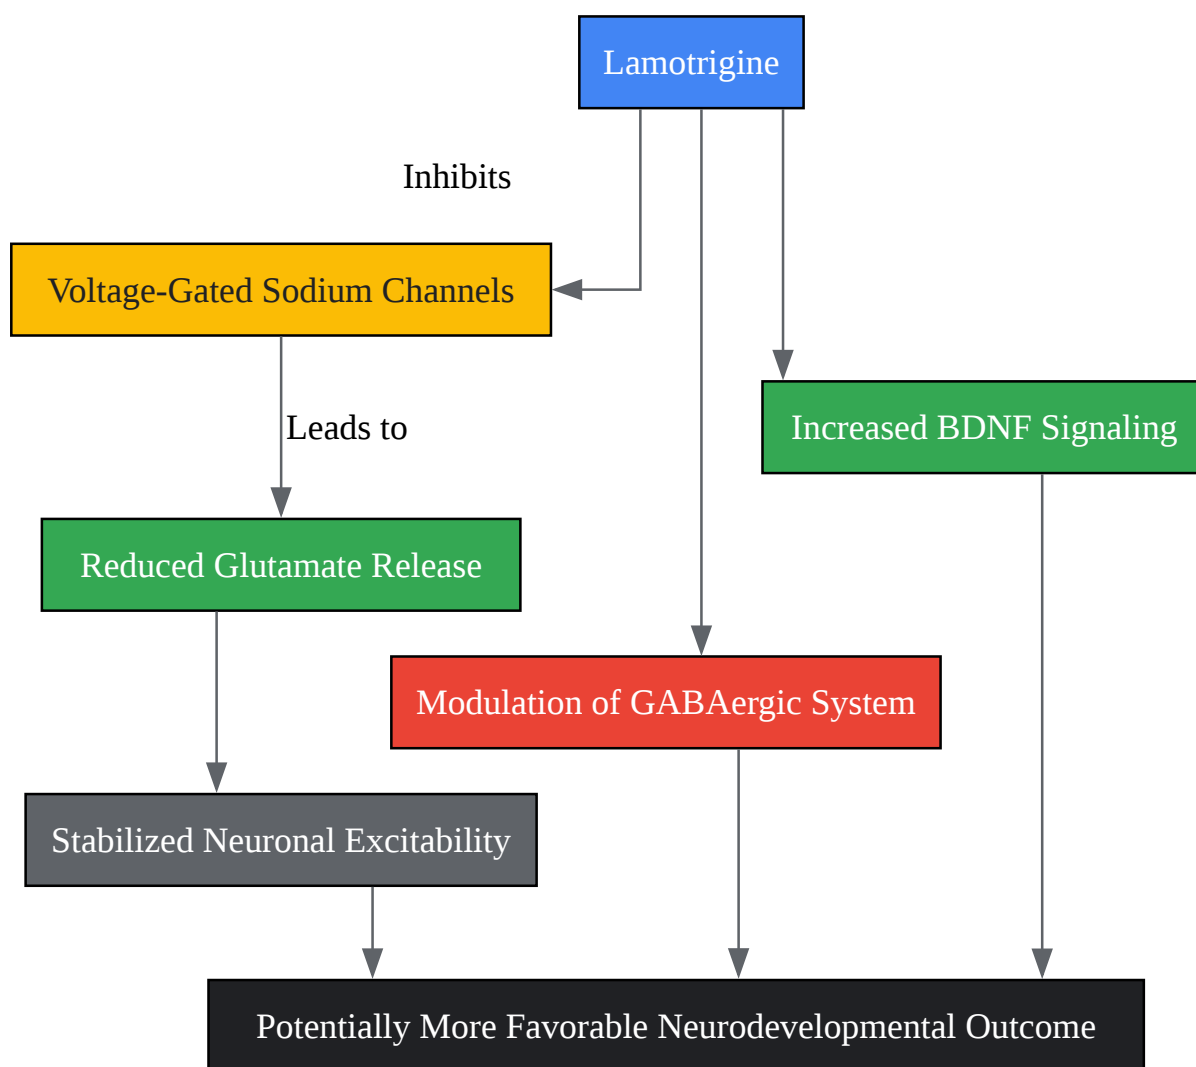 Lamotrigine
Inhibits
Voltage-Gated Sodium Channels
Leads to
Increased BDNF Signaling
Reduced Glutamate Release
Modulation of GABAergic System
Stabilized Neuronal Excitability
Potentially More Favorable Neurodevelopmental Outcome